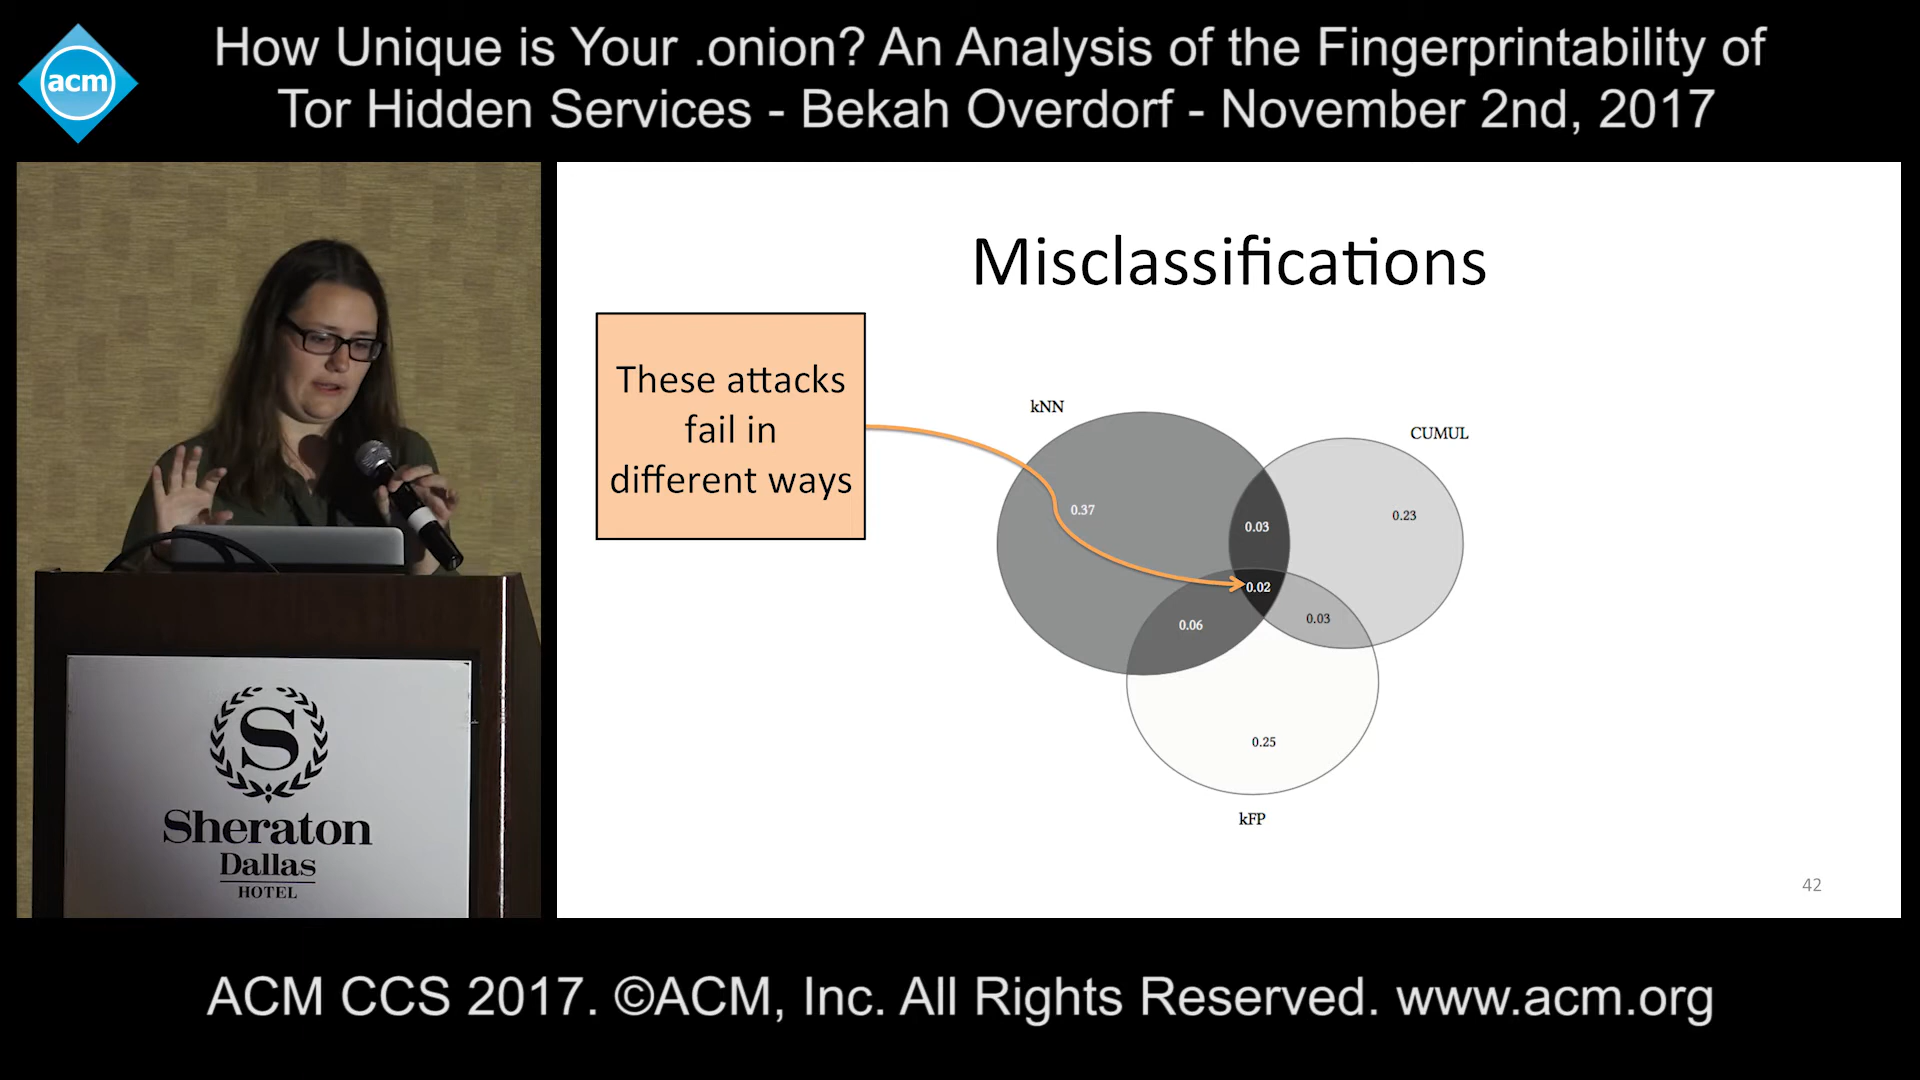 acm
How Unique is Your .onion? An Analysis of the Fingerprintability of
Tor Hidden Services - Bekah Overdorf - November 2nd, 2017
S
Sheraton
Dallas
HOTEL
Misclassifications
These attacks
fail in
different ways
kNN
CUMUL
0.37
0.23
0.03
0.02
0.03
0.06
0.25
kFP
42
ACM CCS 2017. ©ACM, Inc. All Rights Reserved. www.acm.org